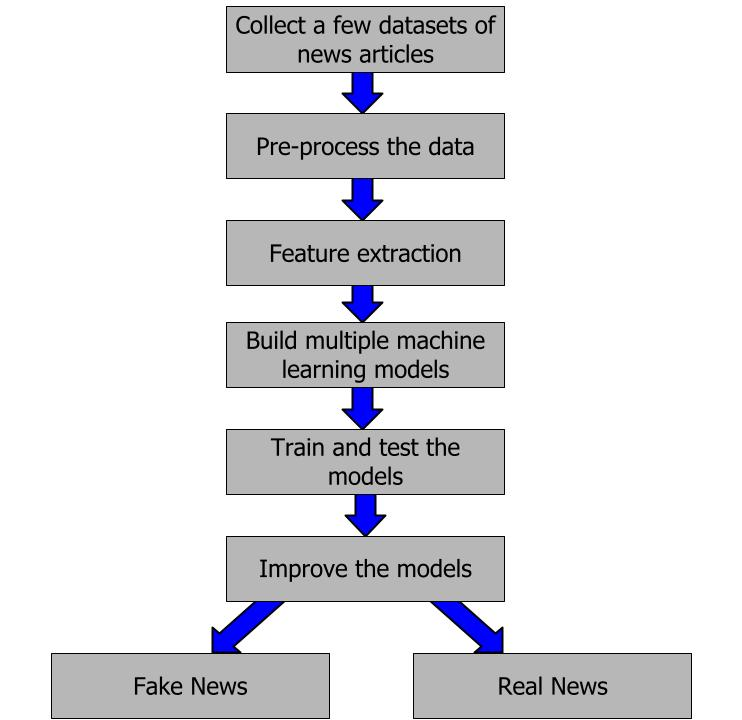 Collect a few datasets of
news articles
Pre-process the data
Feature extraction
Build multiple machine
learning models
Train and test the
models
Improve the models
Fake News
Real News